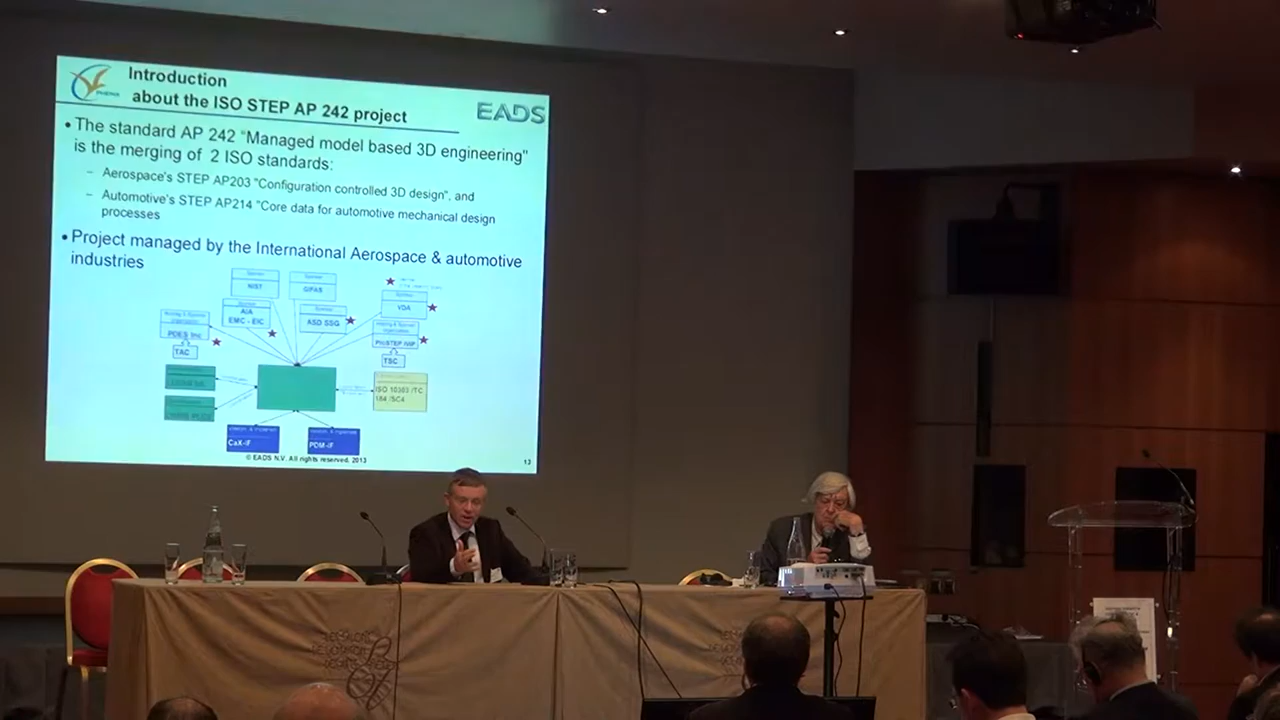 Introduction
about the ISO STEP AP 242 project
EADS
• The standard AP 242 "Managed model based 3D engineering"
is the merging of 2 ISO standards:
– Aerospace's STEP AP203 "Configuration controlled 3D design", and
– Automotive's STEP AP214 "Core data for automotive mechanical design
processes
• Project managed by the International Aerospace & automotive
industries
NIST
GIFAS
AIA
EMC - EIC
ASD SSG
VDA
PDES Inc
TAC
TSC
ISO 10303 /TC
184 /SC4
CaX-IF
PDM-IF
© EADS N.V. All rights reserved. 2013
13